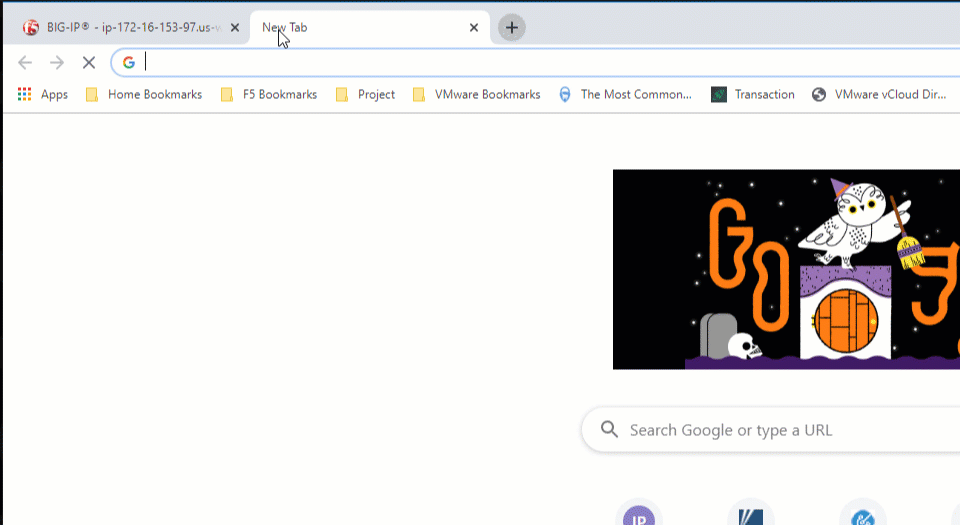 BIG-IP® - ip-172-16-153-97.us-w
New Tab
Apps Home Bookmarks F5 Bookmarks Project VMware Bookmarks The Most Common... Transaction VMware vCloud Dir...
GO
Search Google or type a URL
IP